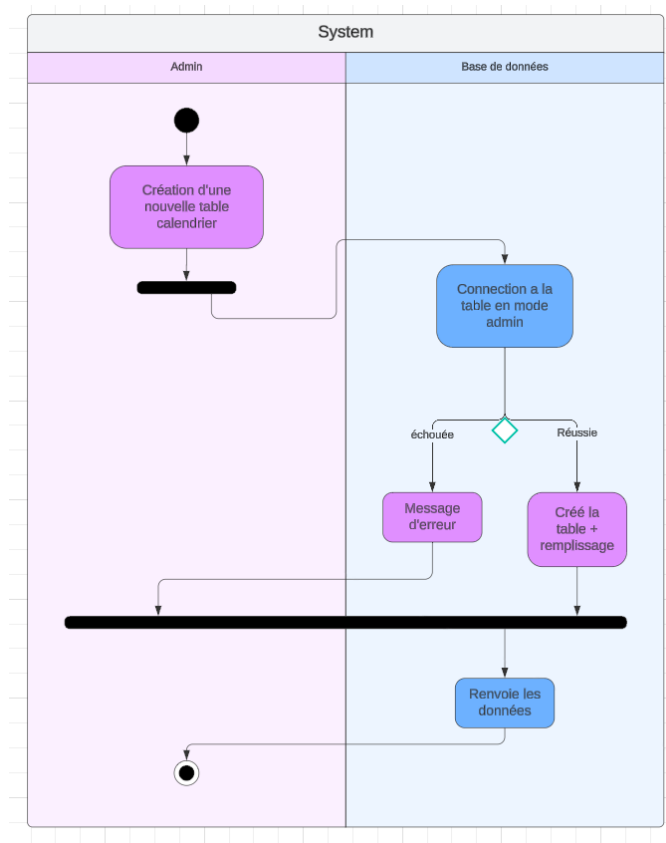 System
Admin
Base de données
Création d'une
nouvelle table
calendrier
Connection a la
table en mode
admin
échouée
Réussie
Message
d'erreur
Créé la
table +
remplissage
Renvoie les
données